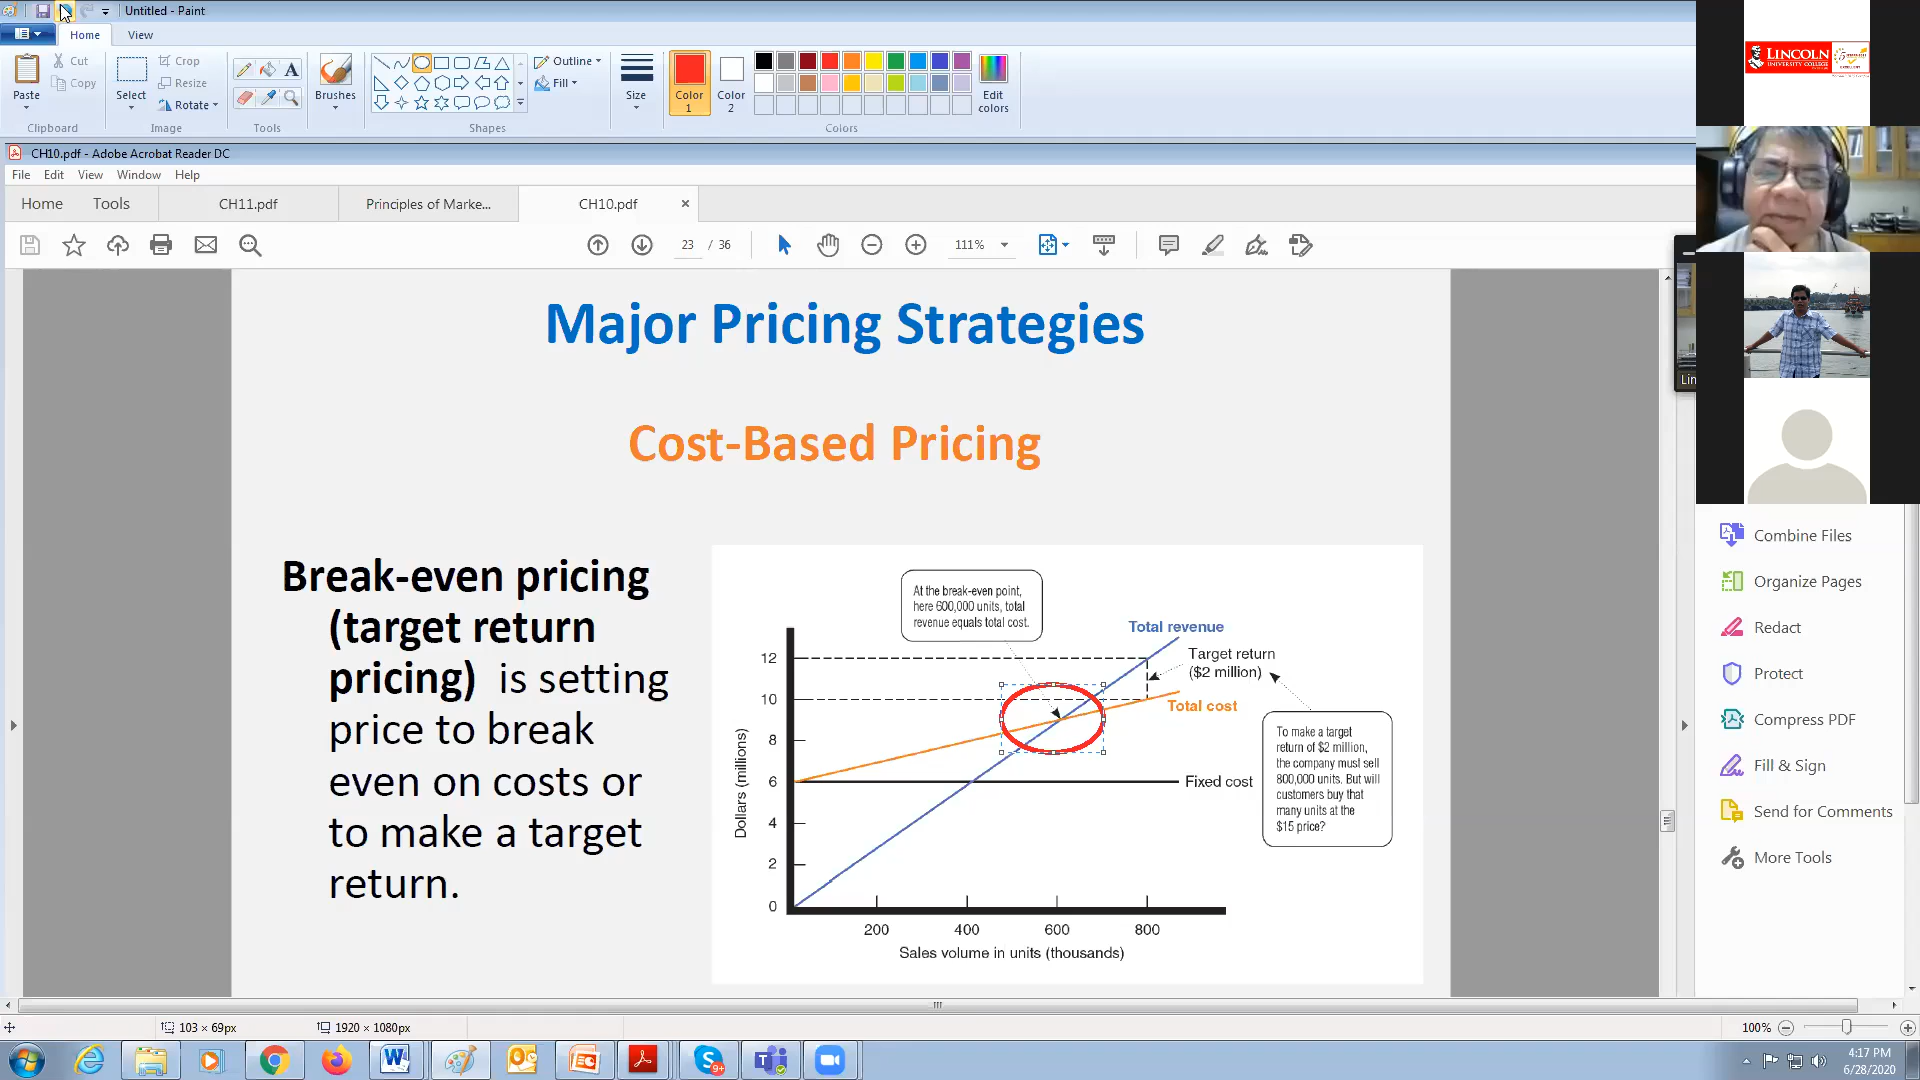 Untitled - Paint
Home View
Paste
Cut
Copy
Clipboard
Select
Crop
Resize
Rotate
Image
Tools
Brushes
Outline
Fill
Shapes
Size
Color 1
Color 2
Edit colors
Colors
CH10.pdf - Adobe Acrobat Reader DC
File Edit View Window Help
Home Tools CH11.pdf Principles of Marke... CH10.pdf
23 / 36
111%
Major Pricing Strategies
Cost-Based Pricing
Break-even pricing
(target return
pricing) is setting
price to break
even on costs or
to make a target
return.
At the break-even point,
here 600,000 units, total
revenue equals total cost.
Total revenue
Target return
($2 million)
Total cost
Fixed cost
To make a target
return of $2 million,
the company must sell
800,000 units. But will
customers buy that
many units at the
$15 price?
Dollars (millions)
12
10
8
6
4
2
0
200 400 600 800
Sales volume in units (thousands)
LINCOLN
UNIVERSITY COLLEGE
Lin
Combine Files
Organize Pages
Redact
Protect
Compress PDF
Fill & Sign
Send for Comments
More Tools
103 × 69px
1920 × 1080px
100%
9+
4:17 PM
6/28/2020